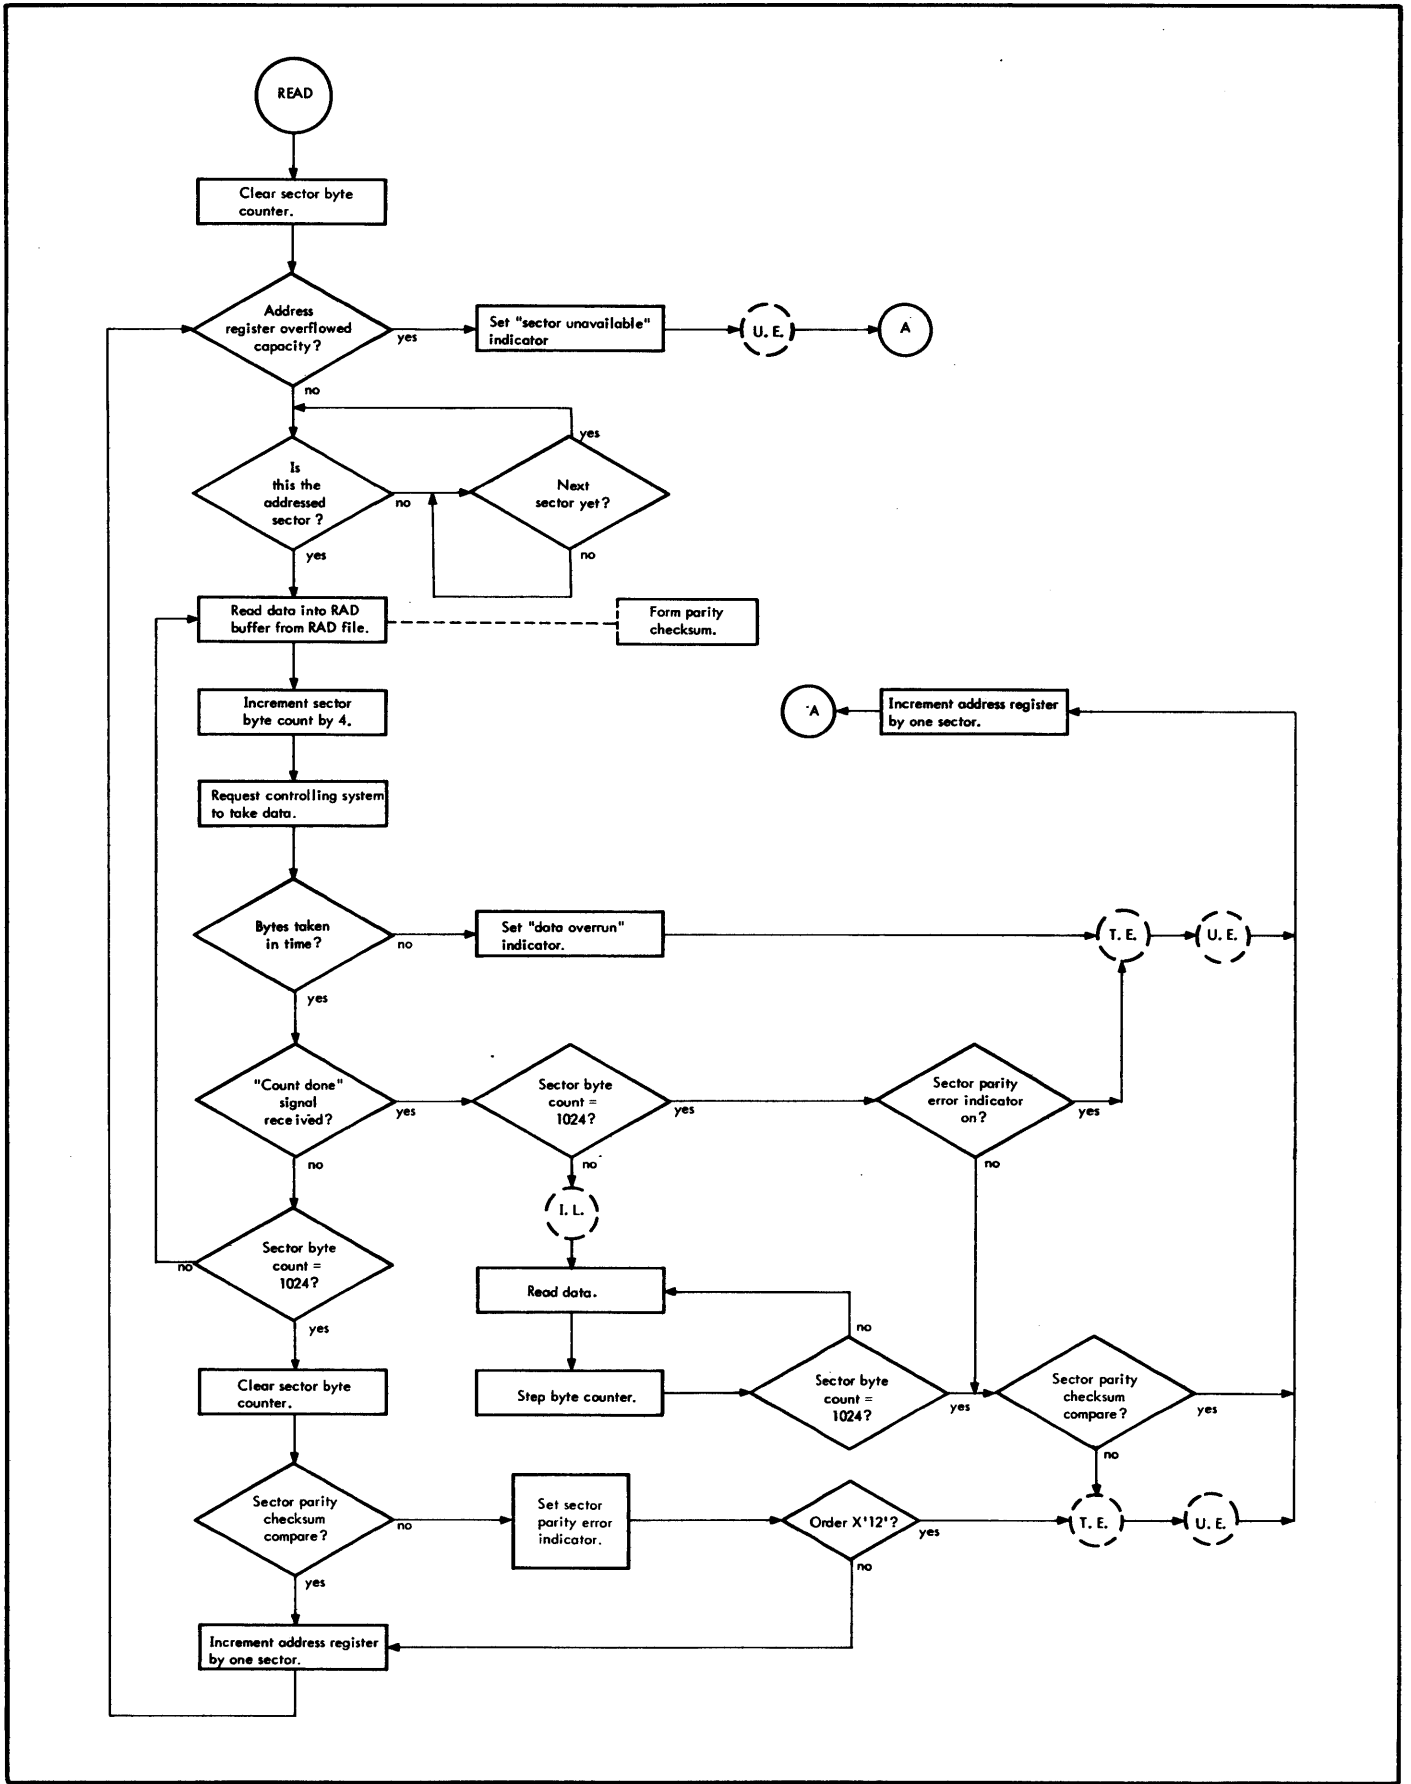 READ
Clear sector byte
counter.
Address
register overflowed
capacity?
yes
Set "sector unavailable"
indicator
U. E.
A
no
yes
Is
this the
addressed
sector ?
no
Next
sector yet?
yes
no
Read data into RAD
buffer from RAD file.
Form parity
checksum.
Increment sector
byte count by 4.
A
Increment address register
by one sector.
Request controlling system
to take data.
Bytes taken
in time?
no
Set "data overrun"
indicator.
T. E.
U. E.
yes
"Count done"
signal
received?
yes
Sector byte
count =
1024?
yes
Sector parity
error indicator
on?
yes
no
no
no
I. L.
Sector byte
count =
1024?
no
Read data.
yes
no
Clear sector byte
counter.
Step byte counter.
Sector byte
count =
1024?
yes
Sector parity
checksum
compare?
yes
no
Sector parity
checksum
compare?
no
Set sector
parity error
indicator.
Order X'12'?
yes
T. E.
U. E.
yes
no
Increment address register
by one sector.